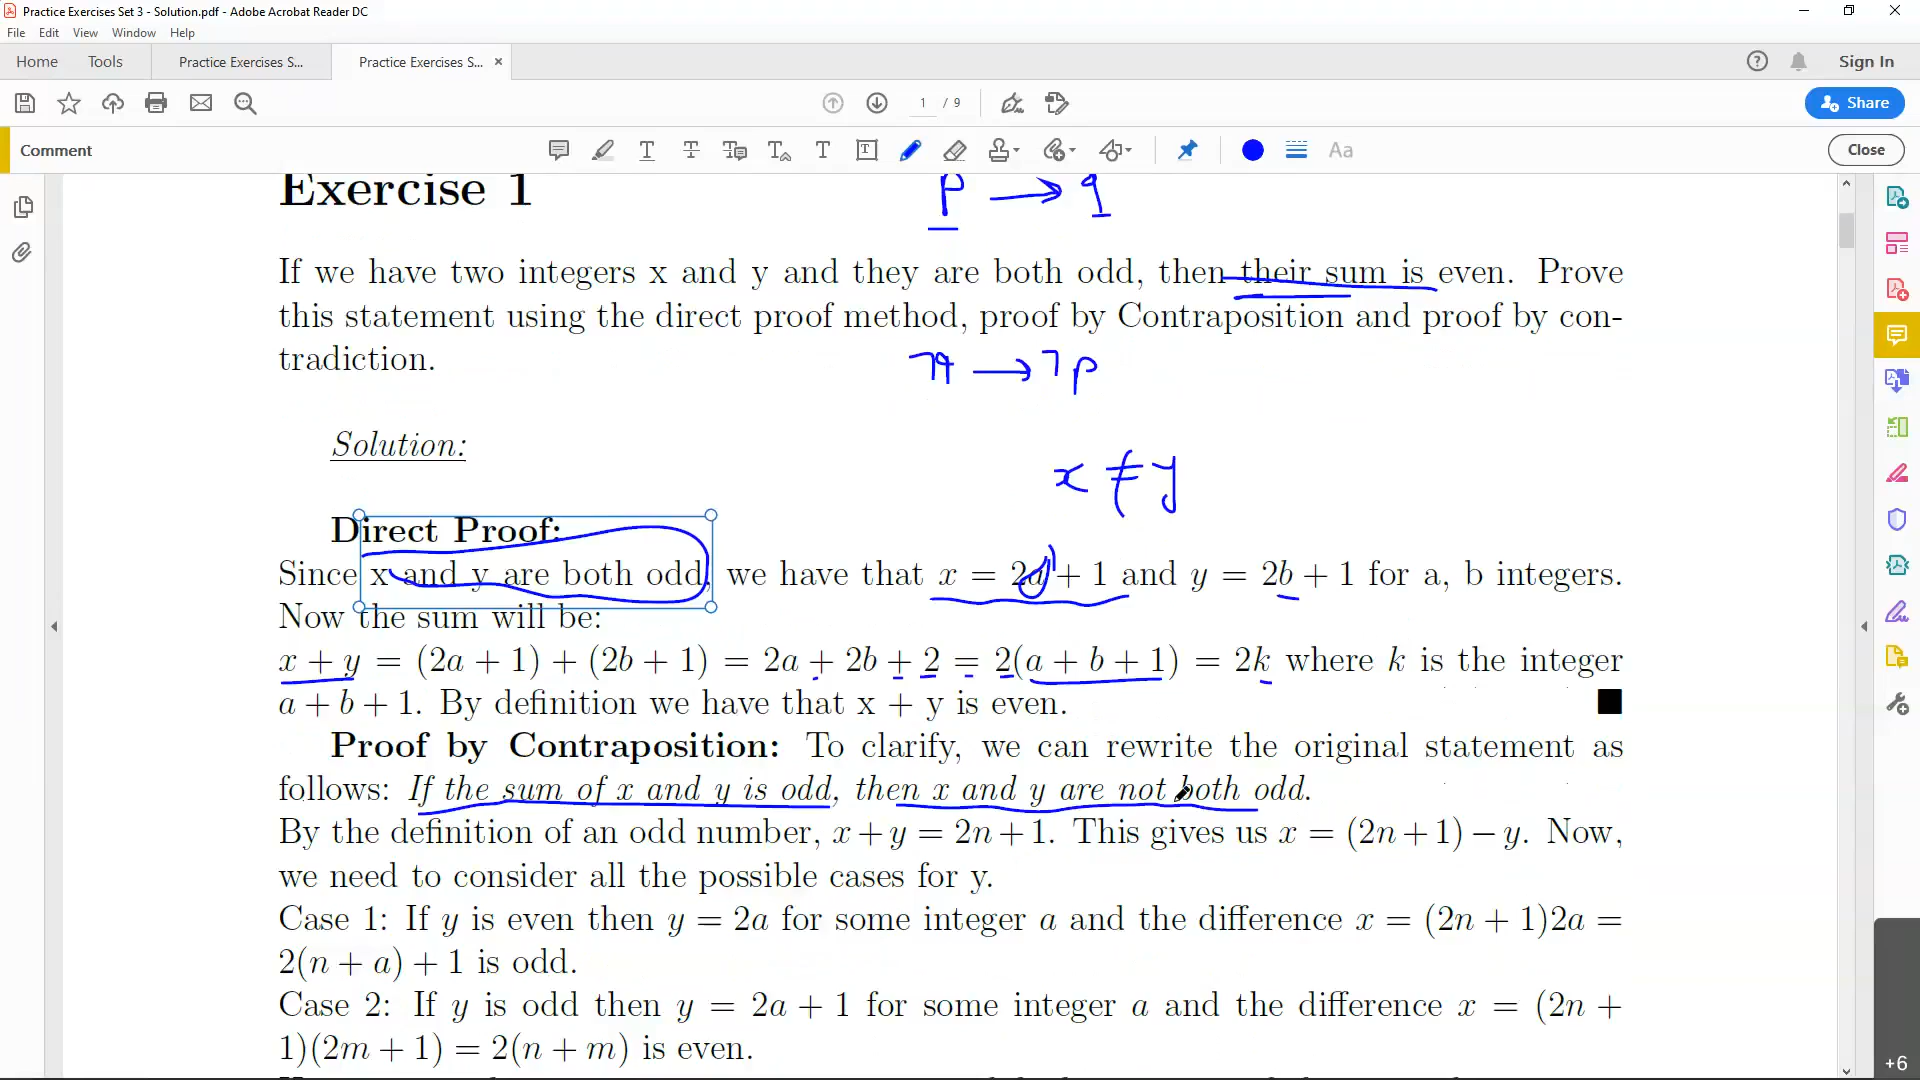 Practice Exercises Set 3 - Solution.pdf - Adobe Acrobat Reader DC
File Edit View Window Help
Home Tools Practice Exercises S... Practice Exercises S... × Sign In
1 / 9 Share
Comment Aa Close
Exercise 1 p → q
If we have two integers x and y and they are both odd, then their sum is even. Prove
this statement using the direct proof method, proof by Contraposition and proof by con-
tradiction.
¬q → ¬p
Solution:
x ≠ y
Direct Proof:
Since x and y are both odd, we have that x = 2a + 1 and y = 2b + 1 for a, b integers.
Now the sum will be:
x + y = (2a + 1) + (2b + 1) = 2a + 2b + 2 = 2(a + b + 1) = 2k where k is the integer
a + b + 1. By definition we have that x + y is even. ■
Proof by Contraposition: To clarify, we can rewrite the original statement as
follows: If the sum of x and y is odd, then x and y are not both odd.
By the definition of an odd number, x + y = 2n + 1. This gives us x = (2n + 1) − y. Now,
we need to consider all the possible cases for y.
Case 1: If y is even then y = 2a for some integer a and the difference x = (2n + 1)2a =
2(n + a) + 1 is odd.
Case 2: If y is odd then y = 2a + 1 for some integer a and the difference x = (2n +
1)(2m + 1) = 2(n + m) is even.
+6